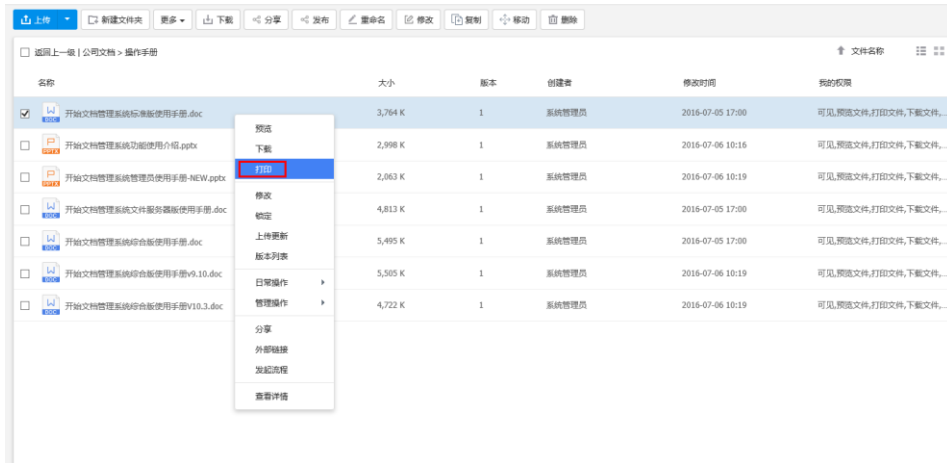 上传 新建文件夹 更多 下载 分享 发布 重命名 修改 复制 移动 删除
返回上一级 | 公司文档 > 操作手册 文件名称
名称 大小 版本 创建者 修改时间 我的权限
DOC 开始文档管理系统标准版使用手册.doc 3,764 K 1 系统管理员 2016-07-05 17:00 可见,预览文件,打印文件,下载文件,...
PPTX 开始文档管理系统功能使用介绍.pptx 2,998 K 1 系统管理员 2016-07-06 10:16 可见,预览文件,打印文件,下载文件,...
PPTX 开始文档管理系统管理员使用手册-NEW.pptx 2,063 K 1 系统管理员 2016-07-06 10:19 可见,预览文件,打印文件,下载文件,...
DOC 开始文档管理系统文件服务器版使用手册.doc 4,813 K 1 系统管理员 2016-07-05 17:00 可见,预览文件,打印文件,下载文件,...
DOC 开始文档管理系统综合版使用手册.doc 5,495 K 1 系统管理员 2016-07-05 17:00 可见,预览文件,打印文件,下载文件,...
DOC 开始文档管理系统综合版使用手册v9.10.doc 5,505 K 1 系统管理员 2016-07-06 10:19 可见,预览文件,打印文件,下载文件,...
DOC 开始文档管理系统综合版使用手册V10.3.doc 4,722 K 1 系统管理员 2016-07-06 10:19 可见,预览文件,打印文件,下载文件,...
预览
下载
打印
修改
锁定
上传更新
版本列表
日常操作
管理操作
分享
外部链接
发起流程
查看详情